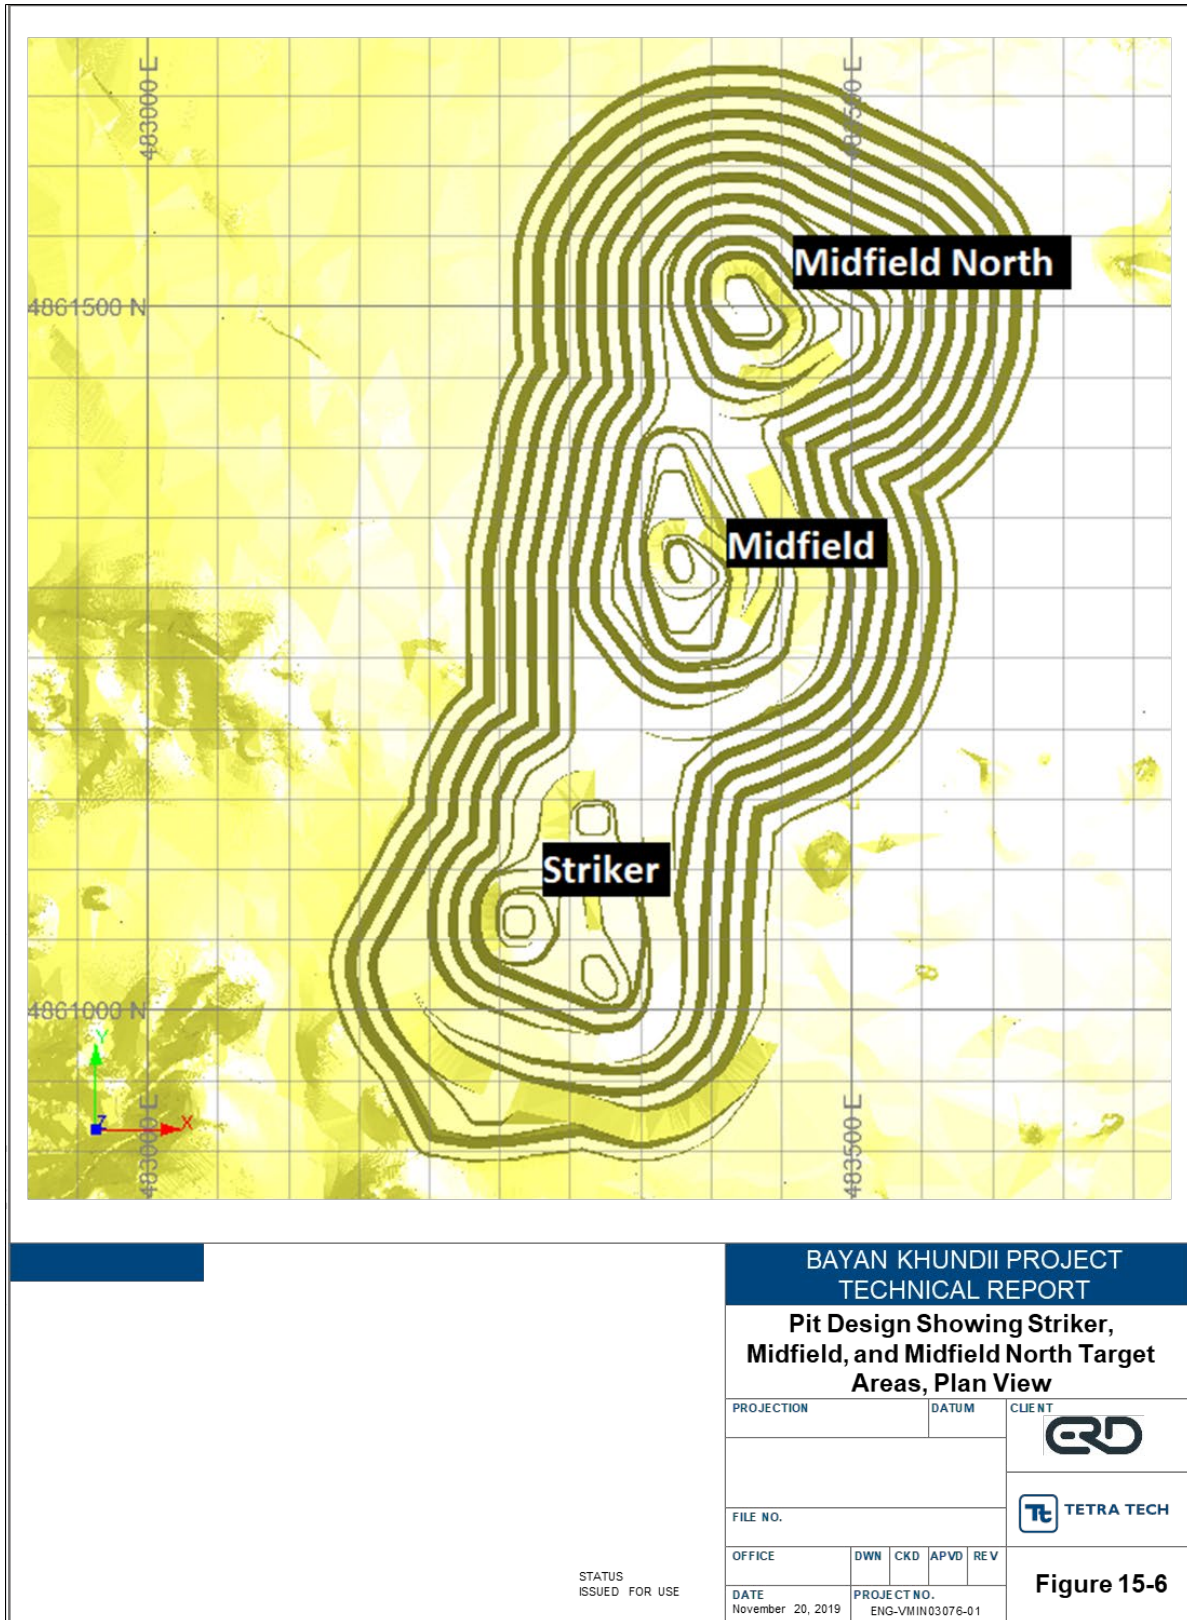 483000 E
483500 E
Midfield North
4861500 N
Midfield
Striker
4861000 N
Y
Z
X
483000 E
483500 E
BAYAN KHUNDII PROJECT
TECHNICAL REPORT
Pit Design Showing Striker,
Midfield, and Midfield North Target
Areas, Plan View
PROJECTION
DATUM
CLIENT
ERD
FILE NO.
Tt TETRA TECH
OFFICE
DWN
CKD
APVD
REV
STATUS
ISSUED FOR USE
DATE
November 20, 2019
PROJECT NO.
ENG-VMIN03076-01
Figure 15-6